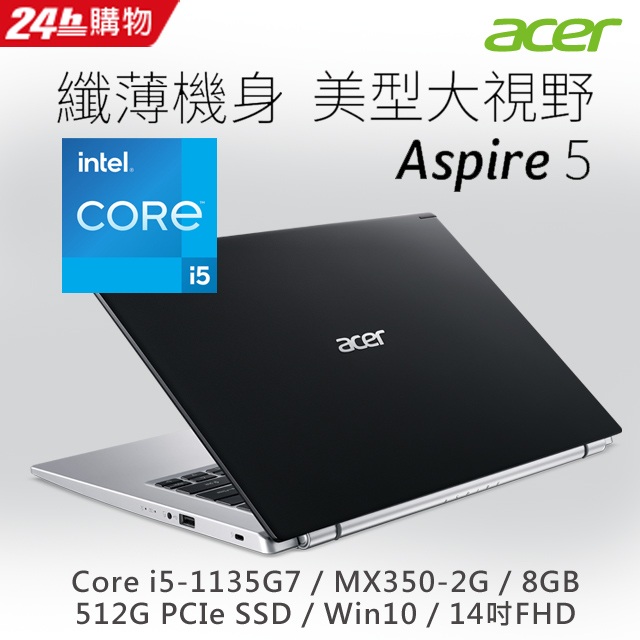 24h購物
acer
纖薄機身 美型大視野
Aspire 5
intel.
CORE™
i5
acer
Core i5-1135G7 / MX350-2G / 8GB
512G PCIe SSD / Win10 / 14吋FHD